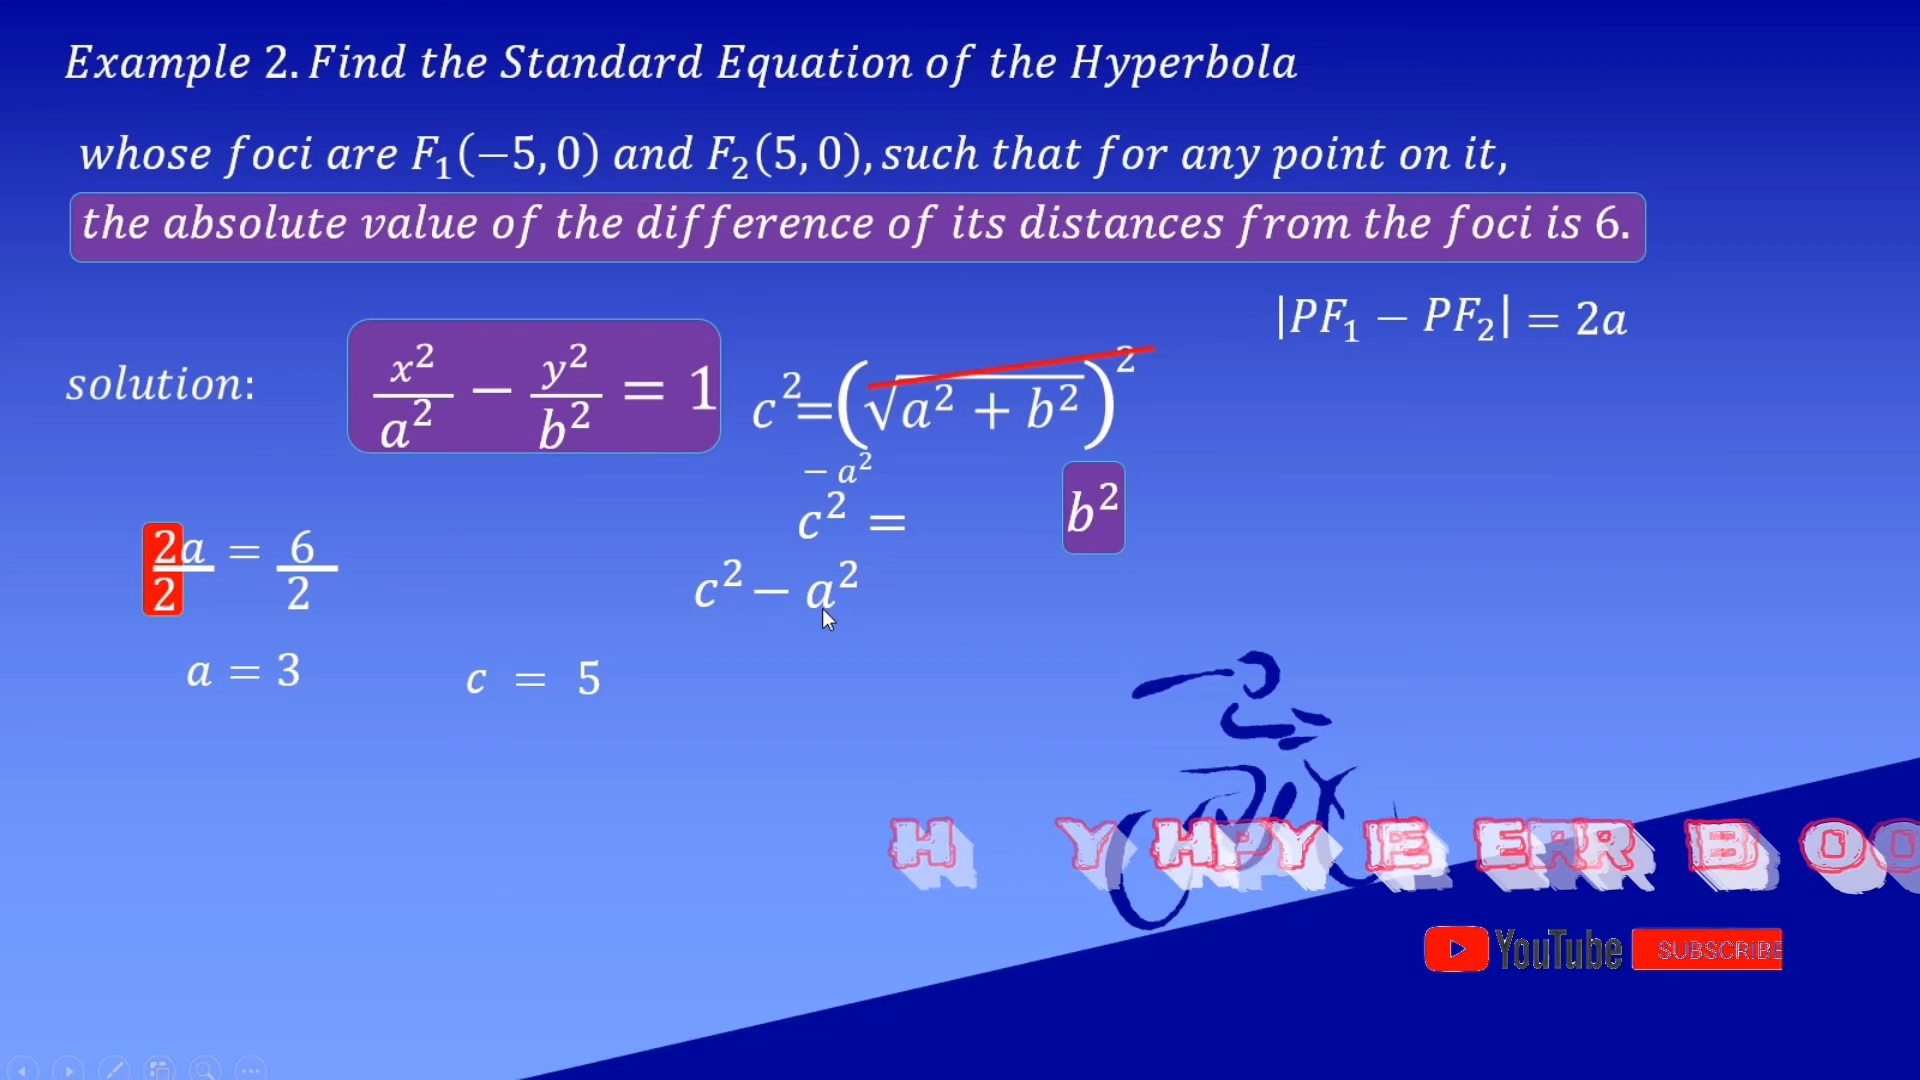 Example 2. Find the Standard Equation of the Hyperbola
whose foci are F₁(−5, 0) and F₂(5, 0), such that for any point on it,
the absolute value of the difference of its distances from the foci is 6.
|PF₁ − PF₂| = 2a
solution:
x²/a² − y²/b² = 1
c² = (√a² + b²)²
− a²
c² = b²
2a/2 = 6/2
c² − a²
a = 3
c = 5
YouTube SUBSCRIBE